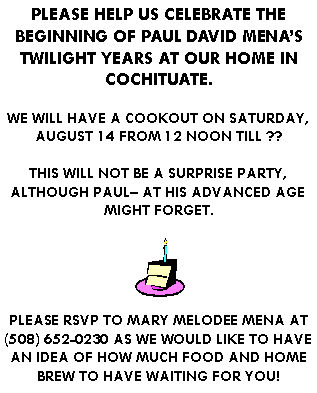 PLEASE HELP US CELEBRATE THE
BEGINNING OF PAUL DAVID MENA'S
TWILIGHT YEARS AT OUR HOME IN
COCHITUATE.
WE WILL HAVE A COOKOUT ON SATURDAY,
AUGUST 14 FROM 12 NOON TILL ??
THIS WILL NOT BE A SURPRISE PARTY,
ALTHOUGH PAUL– AT HIS ADVANCED AGE
MIGHT FORGET.
PLEASE RSVP TO MARY MELODEE MENA AT
(508) 652-0230 AS WE WOULD LIKE TO HAVE
AN IDEA OF HOW MUCH FOOD AND HOME
BREW TO HAVE WAITING FOR YOU!